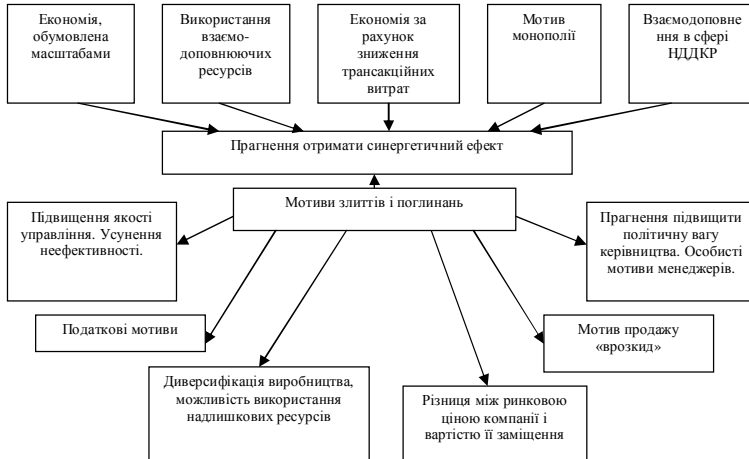 Економія,
обумовлена
масштабами
Використання
взаємо-
доповнюючих
ресурсів
Економія за
рахунок
зниження
трансакційних
витрат
Мотив
монополії
Взаємодоповне
ння в сфері
НДДКР
Прагнення отримати синергетичний ефект
Мотиви злиттів і поглинань
Підвищення якості
управління. Усунення
неефективності.
Прагнення підвищити
політичну вагу
керівництва. Особисті
мотиви менеджерів.
Податкові мотиви
Мотив продажу
«врозкид»
Диверсифікація виробництва,
можливість використання
надлишкових ресурсів
Різниця між ринковою
ціною компанії і
вартістю її заміщення